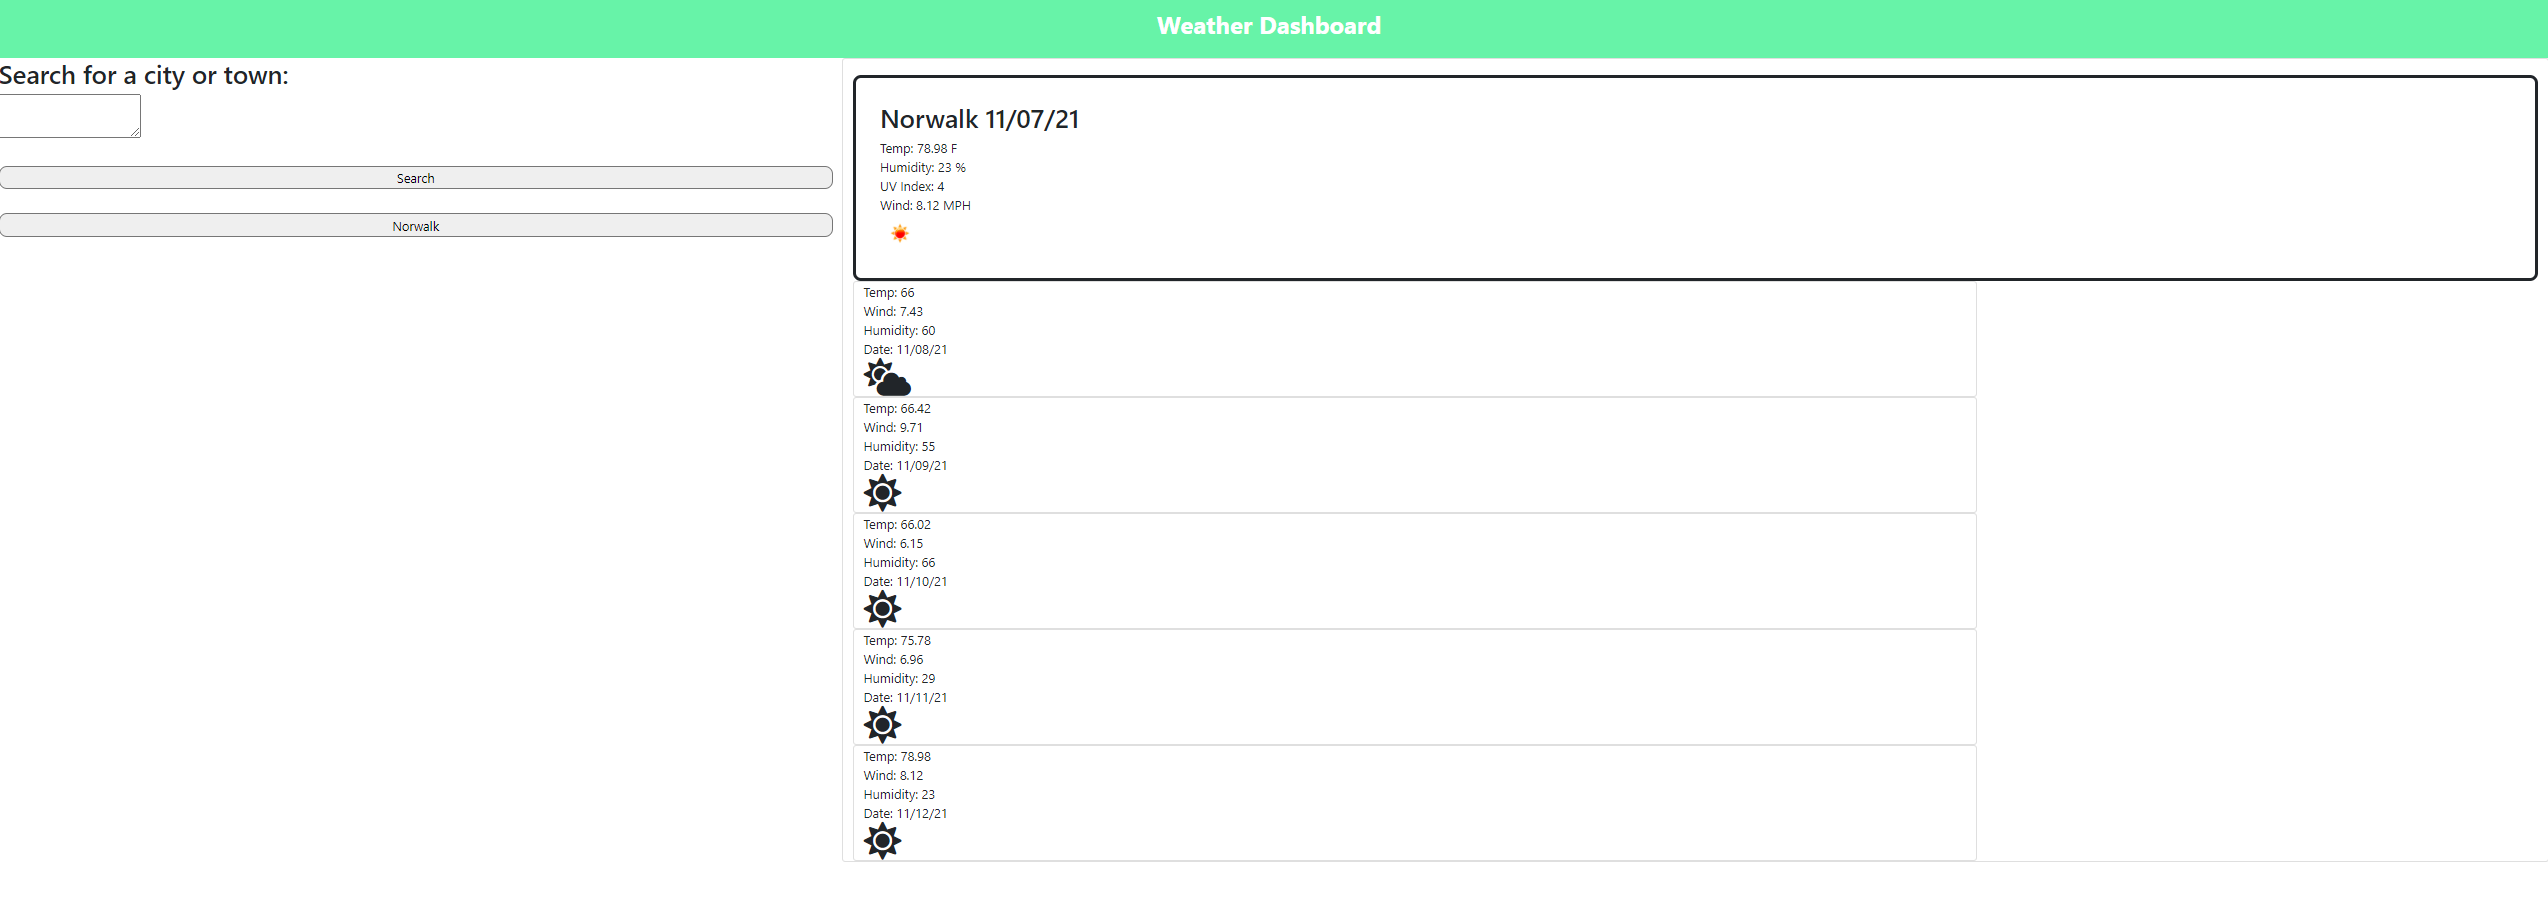 Weather Dashboard
Search for a city or town:
Search
Norwalk
Norwalk 11/07/21
Temp: 78.98 F
Humidity: 23 %
UV Index: 4
Wind: 8.12 MPH
Temp: 66
Wind: 7.43
Humidity: 60
Date: 11/08/21
Temp: 66.42
Wind: 9.71
Humidity: 55
Date: 11/09/21
Temp: 66.02
Wind: 6.15
Humidity: 66
Date: 11/10/21
Temp: 75.78
Wind: 6.96
Humidity: 29
Date: 11/11/21
Temp: 78.98
Wind: 8.12
Humidity: 23
Date: 11/12/21